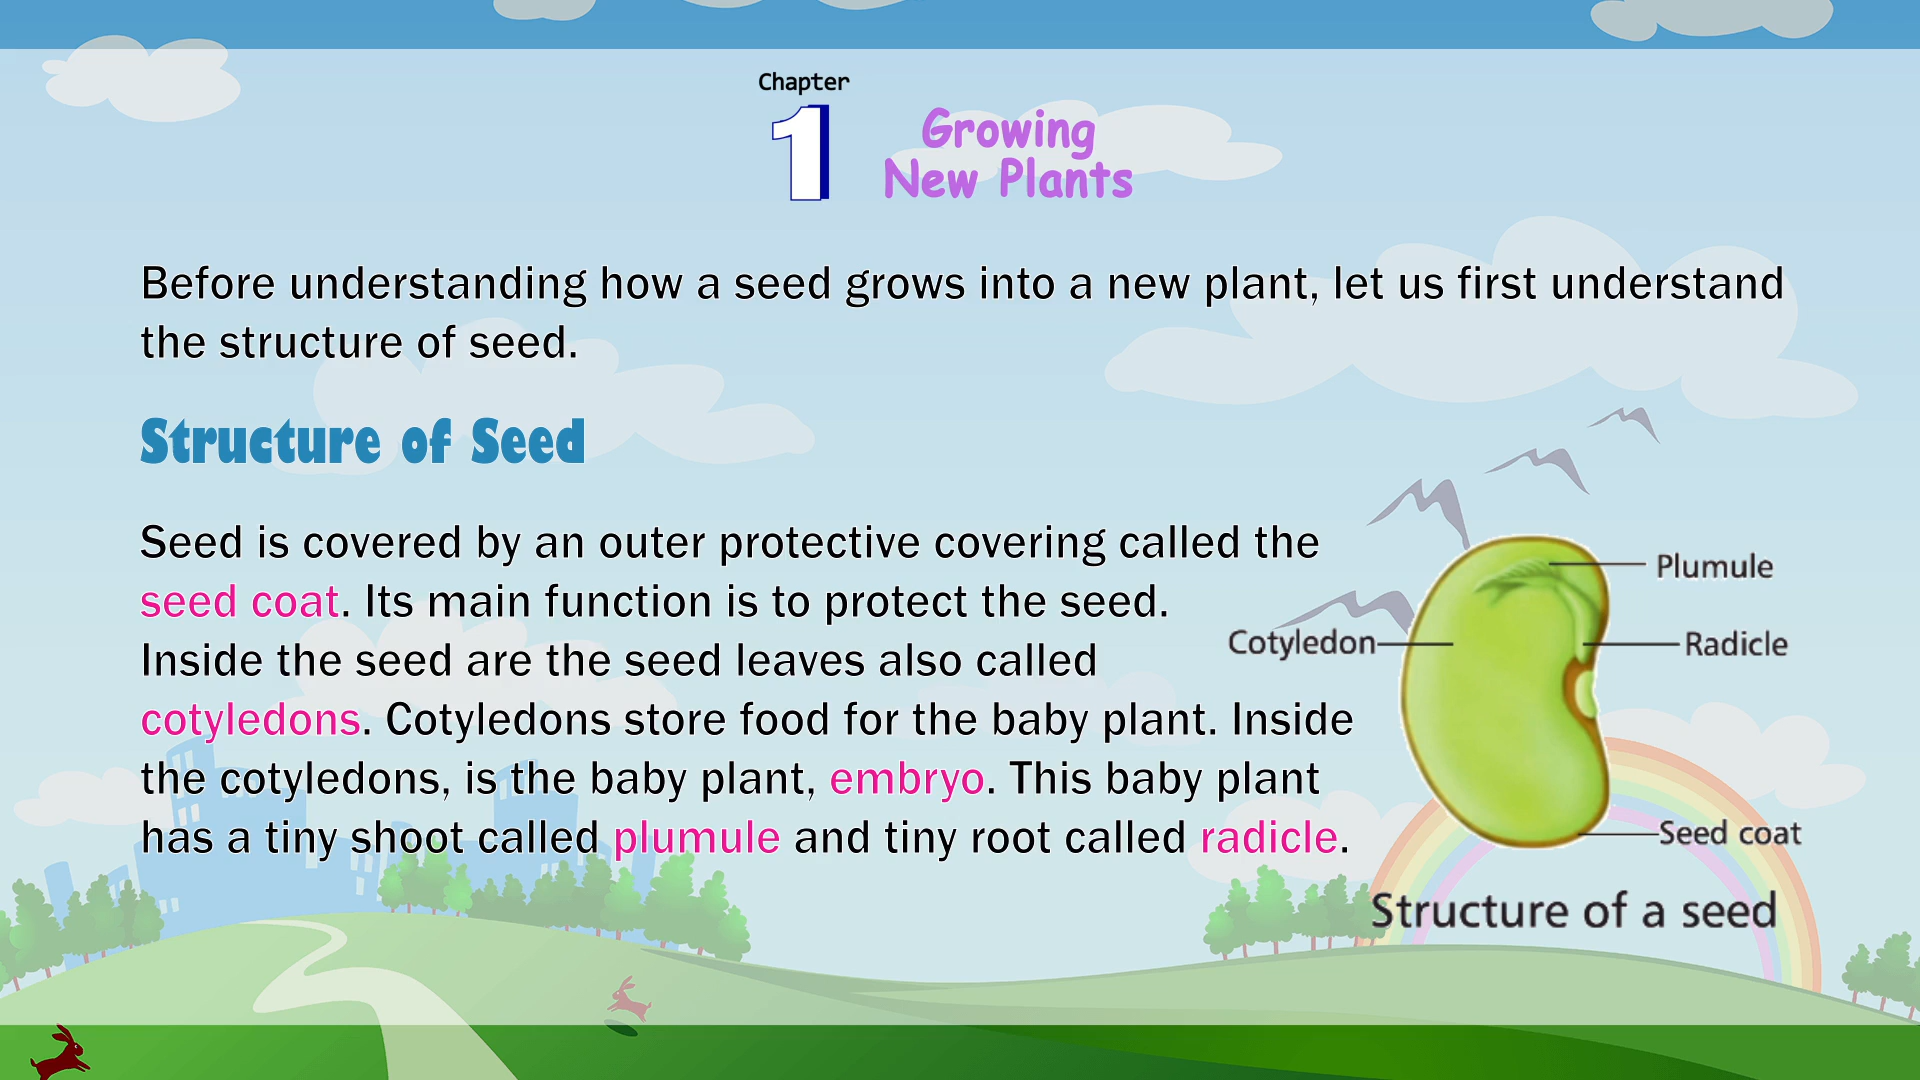 Chapter
1
Growing
New Plants
Before understanding how a seed grows into a new plant, let us first understand
the structure of seed.
Structure of Seed
Seed is covered by an outer protective covering called the
seed coat. Its main function is to protect the seed.
Inside the seed are the seed leaves also called
cotyledons. Cotyledons store food for the baby plant. Inside
the cotyledons, is the baby plant, embryo. This baby plant
has a tiny shoot called plumule and tiny root called radicle.
Plumule
Cotyledon
Radicle
Seed coat
Structure of a seed